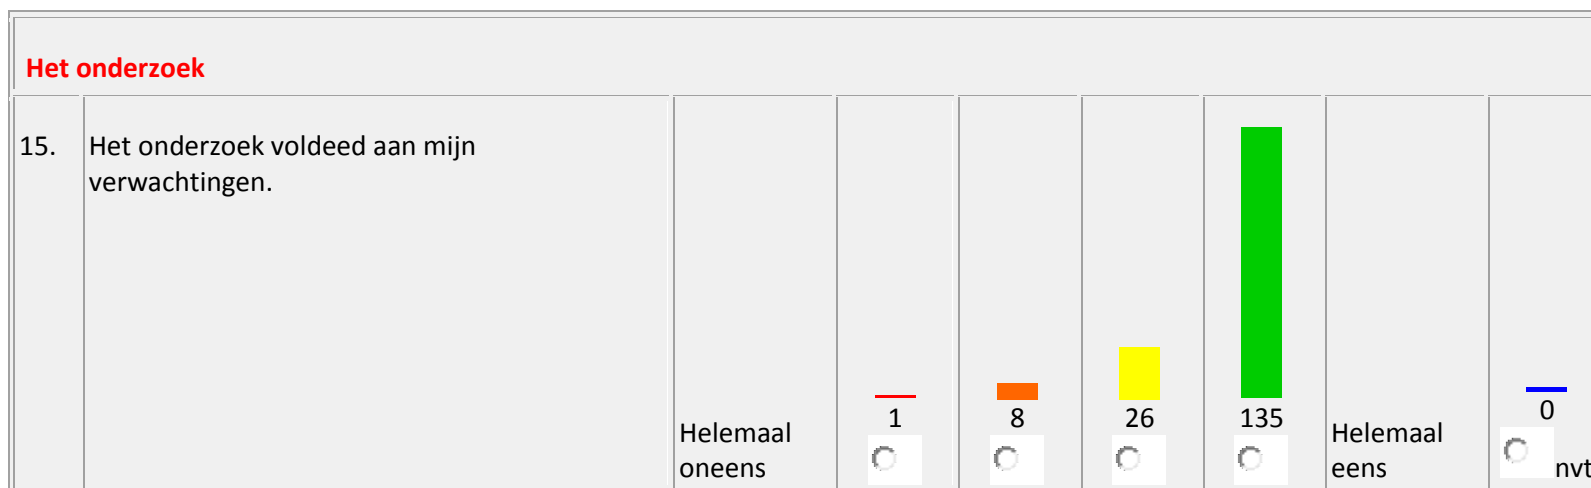 Het onderzoek
15. Het onderzoek voldeed aan mijn
verwachtingen.
Helemaal
oneens
1
8
26
135
Helemaal
eens
0
nvt